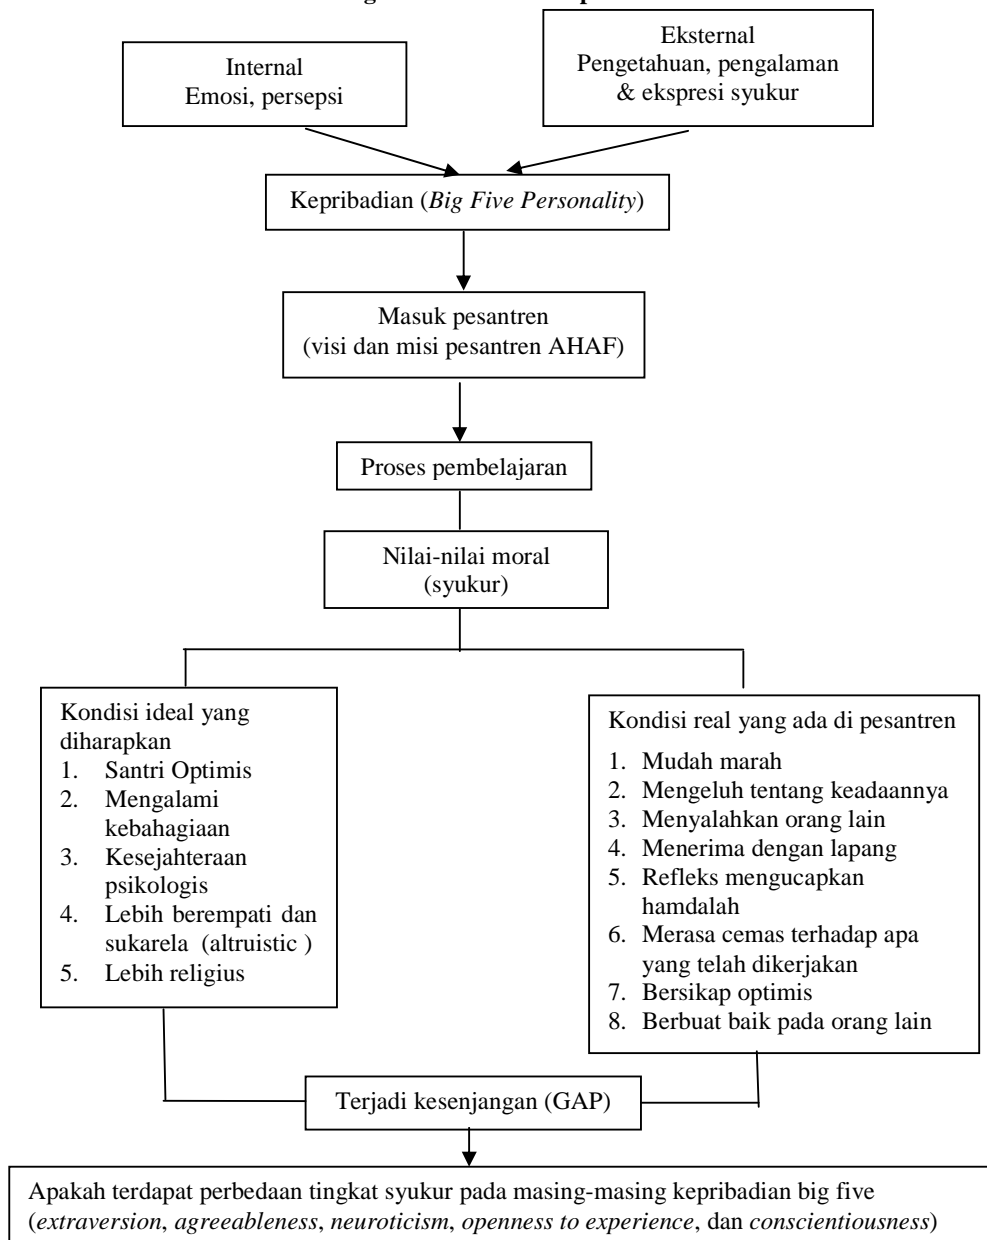 Internal
Emosi, persepsi
Eksternal
Pengetahuan, pengalaman
& ekspresi syukur
Kepribadian (Big Five Personality)
Masuk pesantren
(visi dan misi pesantren AHAF)
Proses pembelajaran
Nilai-nilai moral
(syukur)
Kondisi ideal yang
diharapkan
1. Santri Optimis
2. Mengalami
kebahagiaan
3. Kesejahteraan
psikologis
4. Lebih berempati dan
sukarela (altruistic )
5. Lebih religius
Kondisi real yang ada di pesantren
1. Mudah marah
2. Mengeluh tentang keadaannya
3. Menyalahkan orang lain
4. Menerima dengan lapang
5. Refleks mengucapkan
hamdalah
6. Merasa cemas terhadap apa
yang telah dikerjakan
7. Bersikap optimis
8. Berbuat baik pada orang lain
Terjadi kesenjangan (GAP)
Apakah terdapat perbedaan tingkat syukur pada masing-masing kepribadian big five
(extraversion, agreeableness, neuroticism, openness to experience, dan conscientiousness)